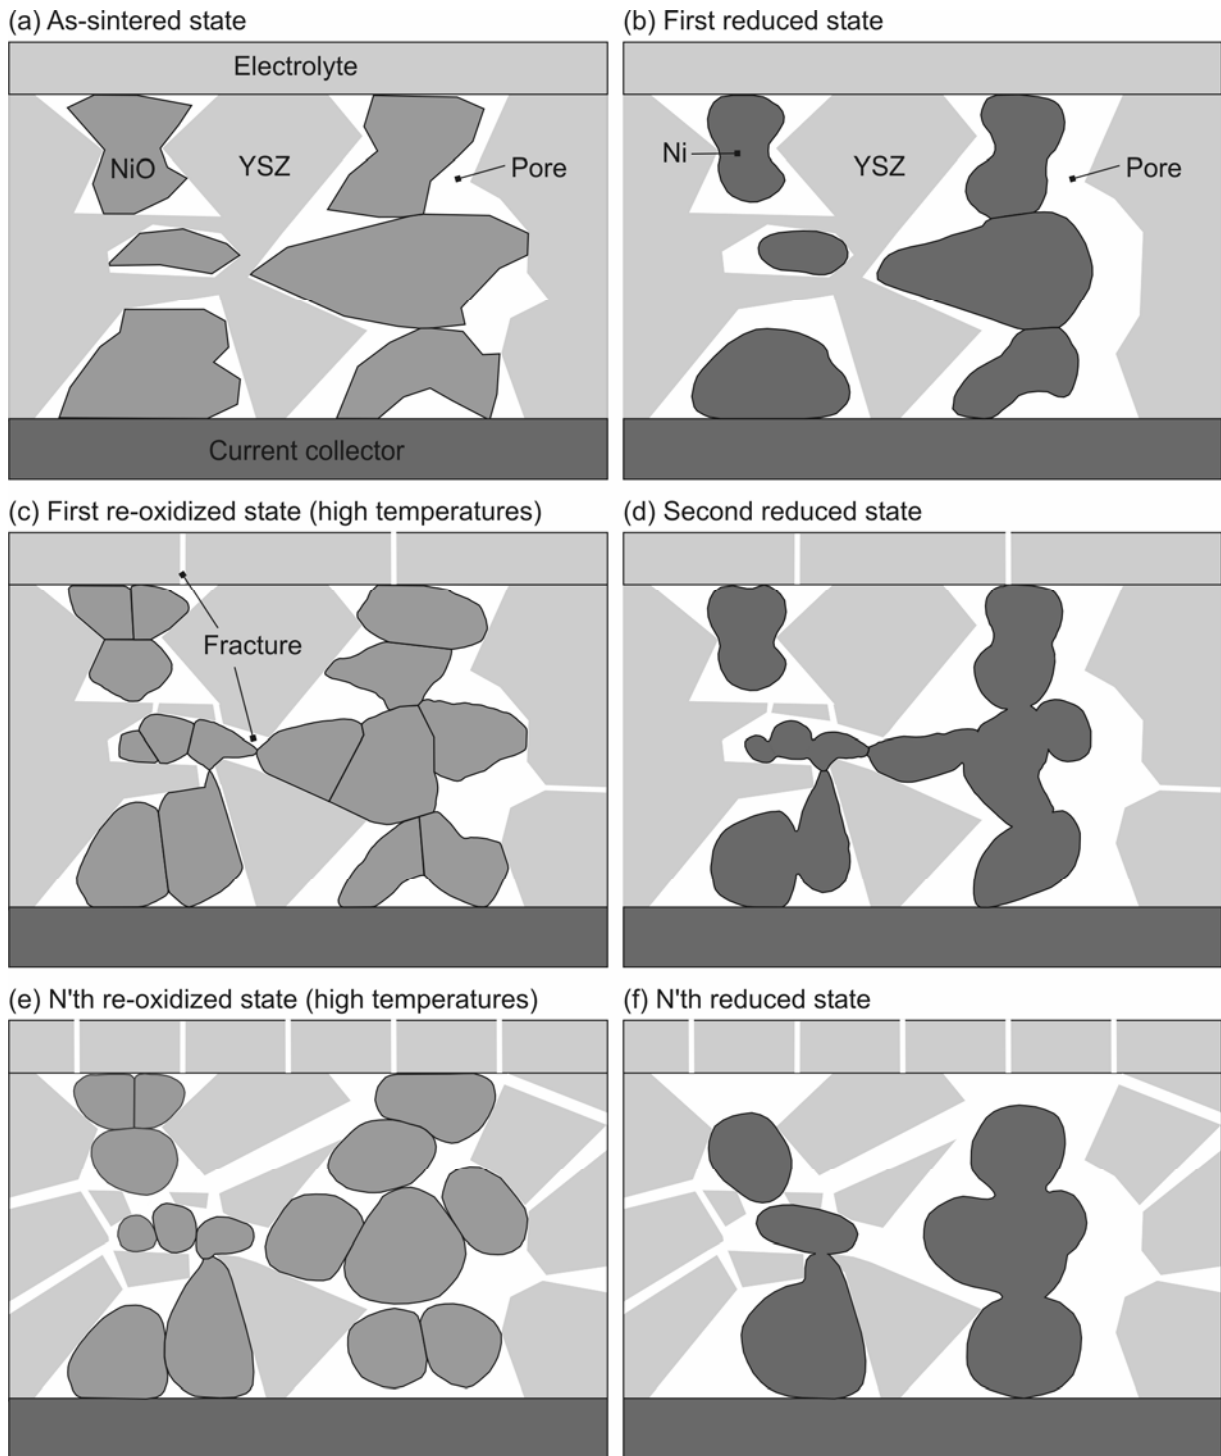 (a) As-sintered state
(b) First reduced state
Electrolyte
NiO
YSZ
Pore
Ni
YSZ
Pore
Current collector
(c) First re-oxidized state (high temperatures)
(d) Second reduced state
Fracture
(e) N'th re-oxidized state (high temperatures)
(f) N'th reduced state